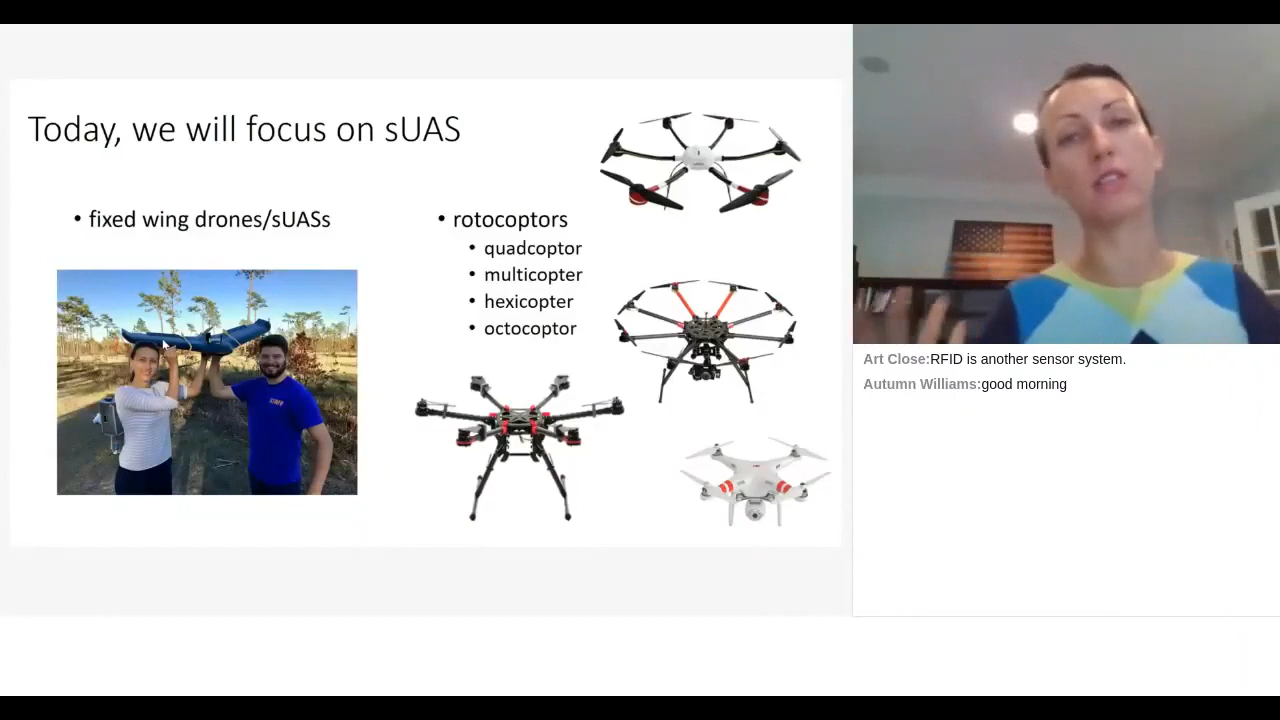 Today, we will focus on sUAS
• fixed wing drones/sUASs
• rotocoptors
• quadcoptor
• multicopter
• hexicopter
• octocoptor
Art Close:RFID is another sensor system.
Autumn Williams:good morning